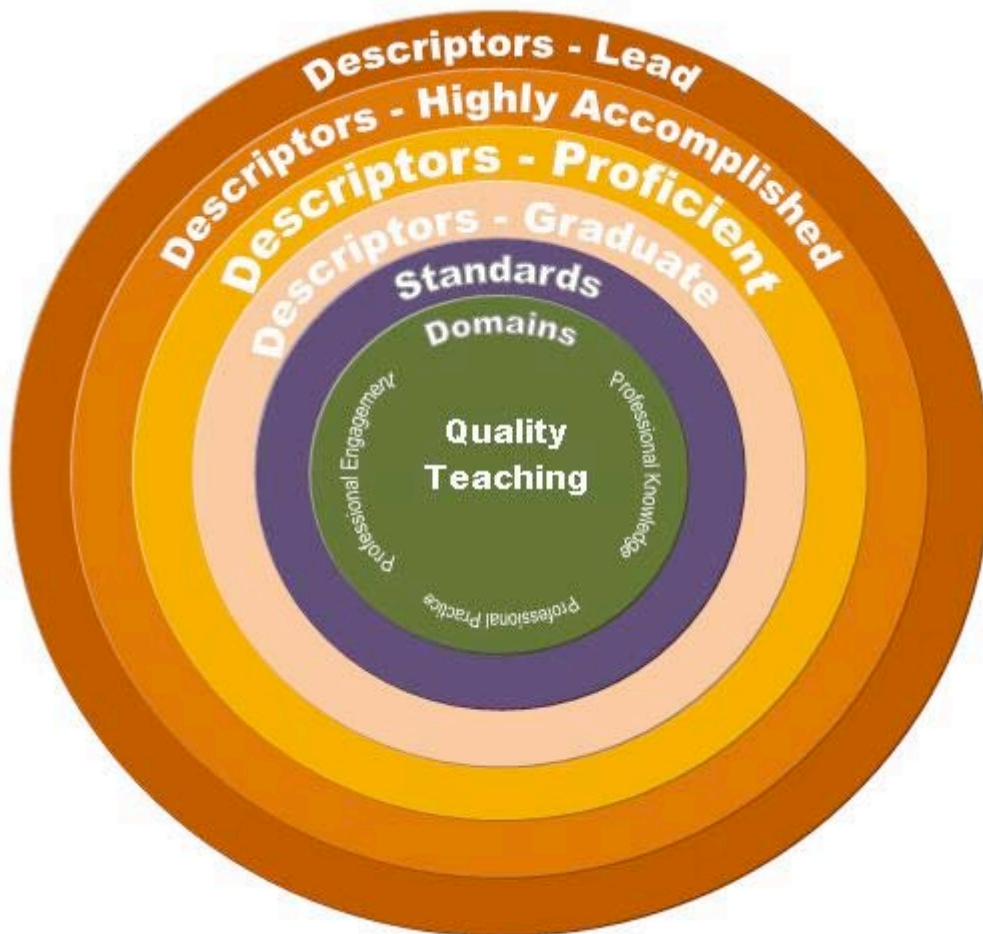 Descriptors - Lead
Descriptors - Highly Accomplished
Descriptors - Proficient
Descriptors - Graduate
Standards
Domains
Professional Engagement
Professional Knowledge
Quality
Teaching
Professional Practice